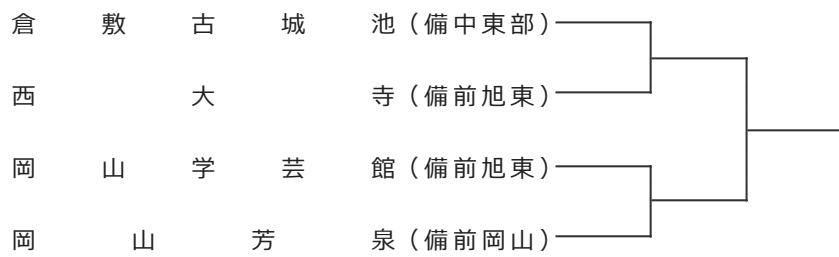 倉敷古城池（備中東部）
西大寺（備前旭東）
岡山学芸館（備前旭東）
岡山芳泉（備前岡山）